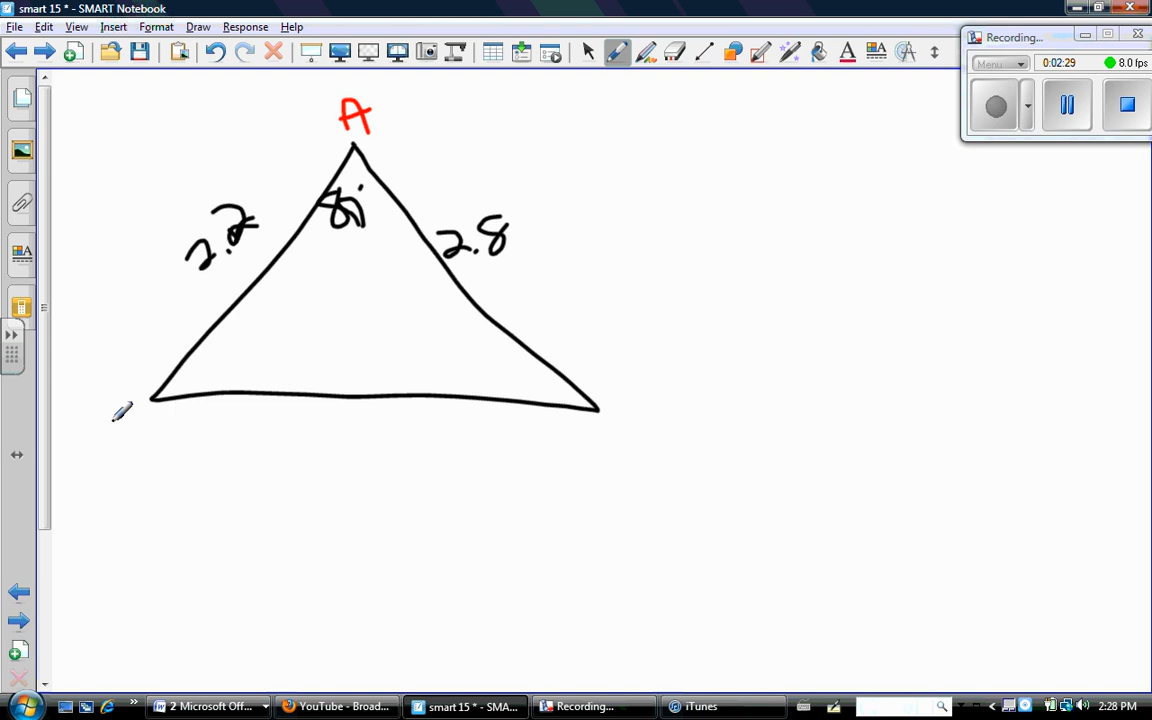 smart 15 * - SMART Notebook
File Edit View Insert Format Draw Response Help
Recording...
Menu
0:02:29
8.0 fps
A
2.2
2.8
2 Microsoft Off...
YouTube - Broad...
smart 15 * - SMA...
Recording...
iTunes
2:28 PM